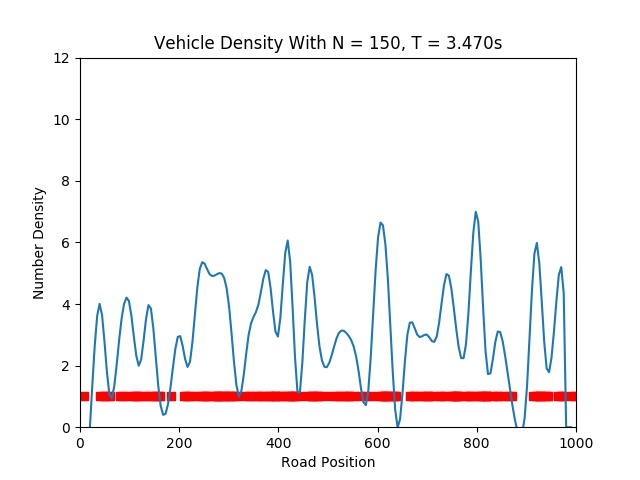 Vehicle Density With N = 150, T = 3.470s
12
10
8
6
4
2
0
Number Density
0 200 400 600 800 1000
Road Position